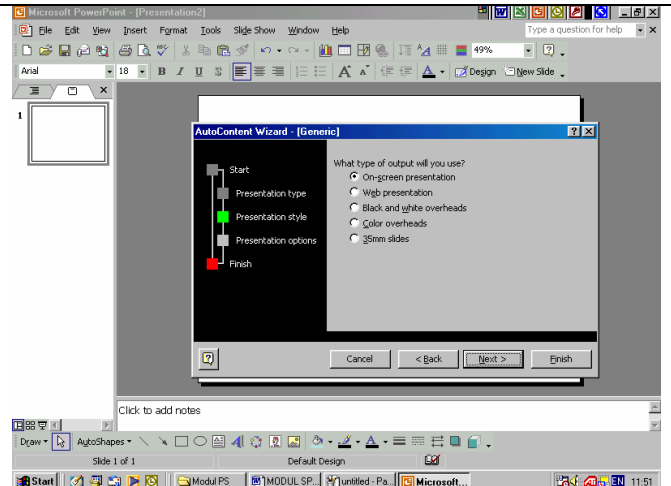 Microsoft PowerPoint - [Presentation2]
File Edit View Insert Format Tools Slide Show Window Help Type a question for help
49%
Arial 18 B I U S Design New Slide
1
AutoContent Wizard - [Generic]
Start
Presentation type
Presentation style
Presentation options
Finish
What type of output will you use?
On-screen presentation
Web presentation
Black and white overheads
Color overheads
35mm slides
Cancel < Back Next > Finish
Click to add notes
Draw AutoShapes
Slide 1 of 1 Default Design
Start Modul PS MODUL SP... untitled - Pa... Microsoft... EN 11:51